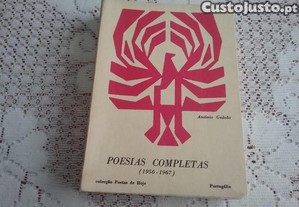 CustoJusto.pt
António Gedeão
POESIAS COMPLETAS
(1956-1967)
colecção Poetas de Hoje
Portugália